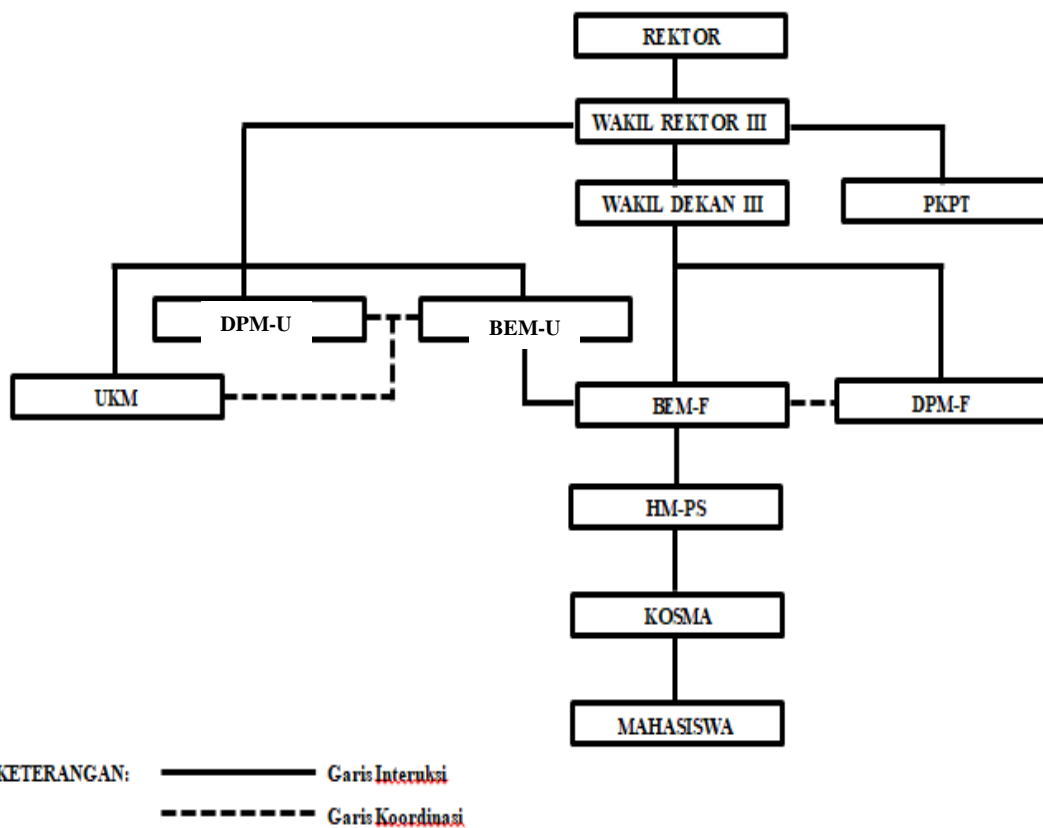 REKTOR
WAKIL REKTOR III
WAKIL DEKAN III
PKPT
DPM-U
BEM-U
UKM
BEM-F
DPM-F
HM-PS
KOSMA
MAHASISWA
KETERANGAN:
Garis Interuksi
Garis Koordinasi